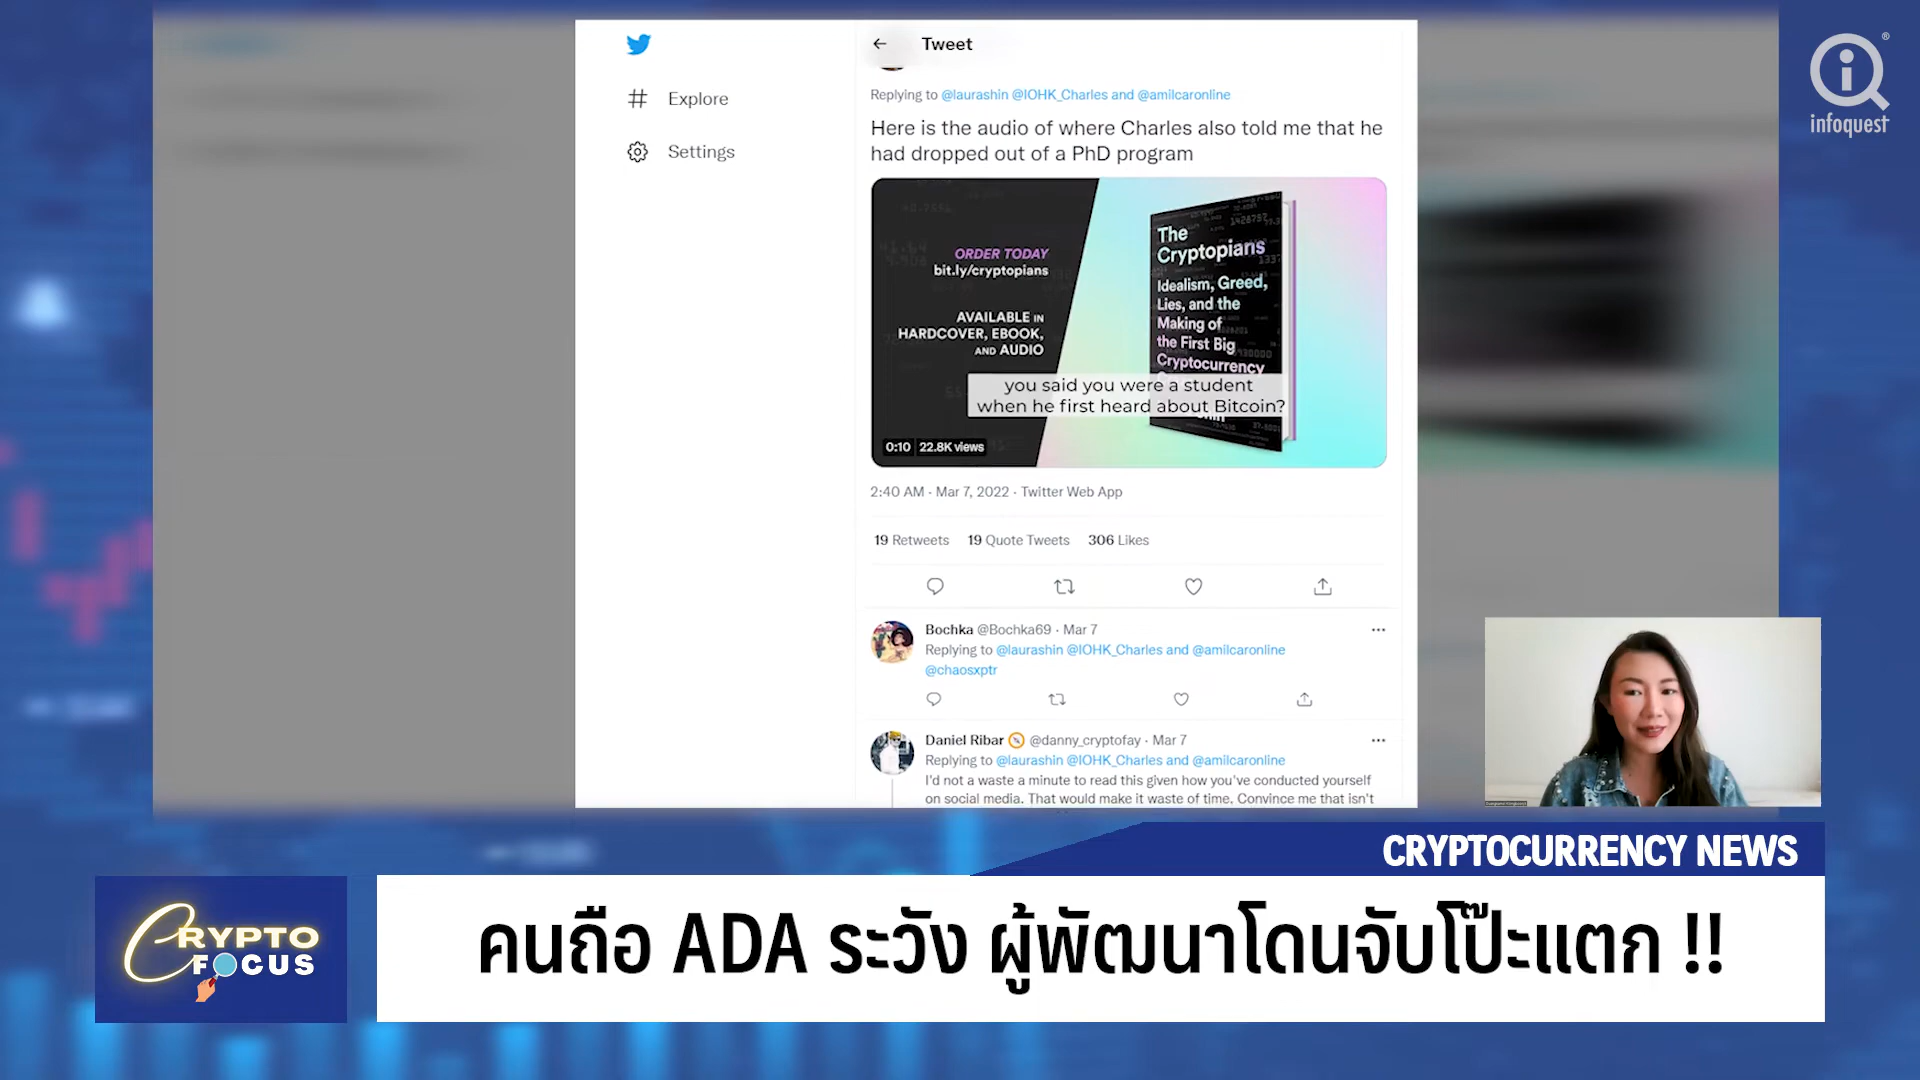 Tweet
Explore
Settings
Replying to @laurashin @IOHK_Charles and @amilcaronline
Here is the audio of where Charles also told me that he
had dropped out of a PhD program
ORDER TODAY
bit.ly/cryptopians
AVAILABLE IN
HARDCOVER, EBOOK,
AND AUDIO
The
Cryptopians
Idealism, Greed,
Lies, and the
Making of
the First Big
Cryptocurrency
you said you were a student
when he first heard about Bitcoin?
0:10 22.8K views
2:40 AM · Mar 7, 2022 · Twitter Web App
19 Retweets 19 Quote Tweets 306 Likes
Bochka @Bochka69 · Mar 7
Replying to @laurashin @IOHK_Charles and @amilcaronline
@chaosxptr
Daniel Ribar @danny_cryptofay · Mar 7
Replying to @laurashin @IOHK_Charles and @amilcaronline
I'd not a waste a minute to read this given how you've conducted yourself
on social media. That would make it waste of time. Convince me that isn't
infoquest
CRYPTOCURRENCY NEWS
CRYPTO
FOCUS
คนถือ ADA ระวัง ผู้พัฒนาโดนจับโป๊ะแตก !!